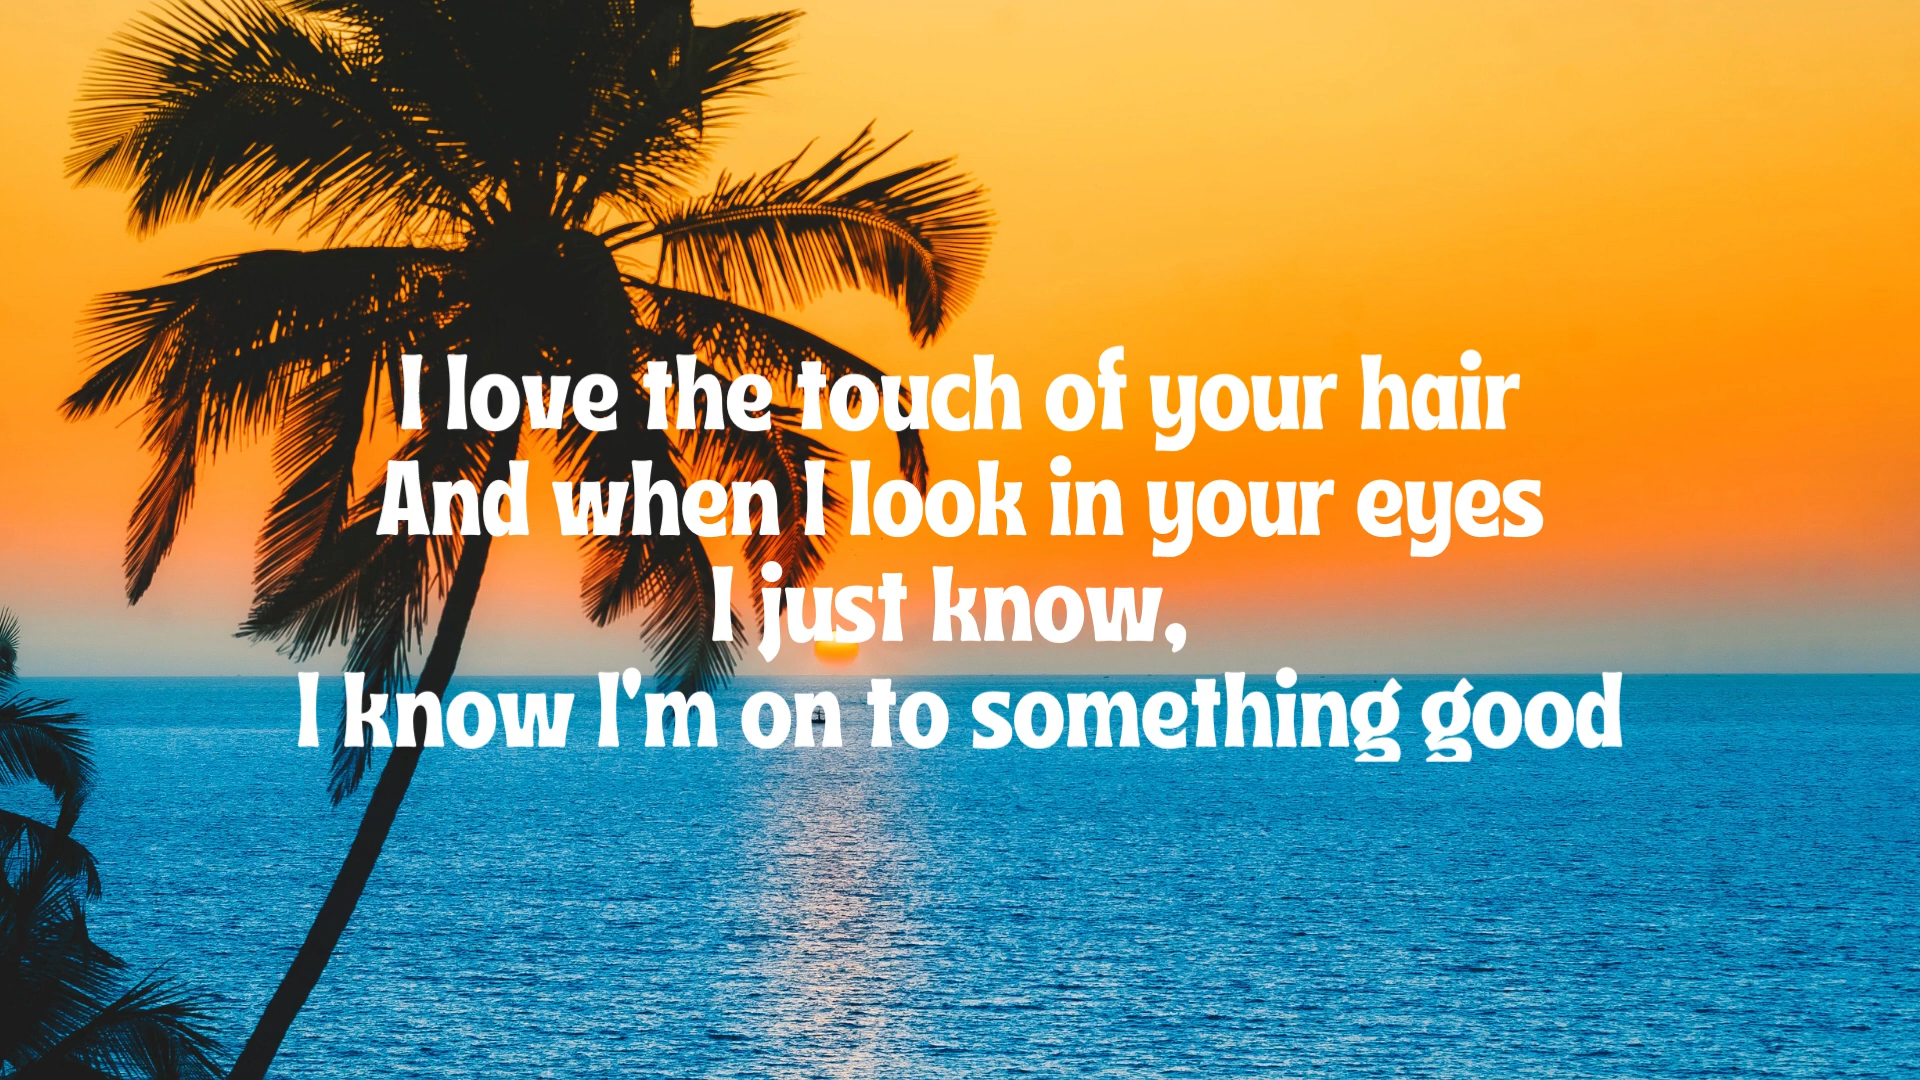 I love the touch of your hair
And when I look in your eyes
I just know,
I know I'm on to something good